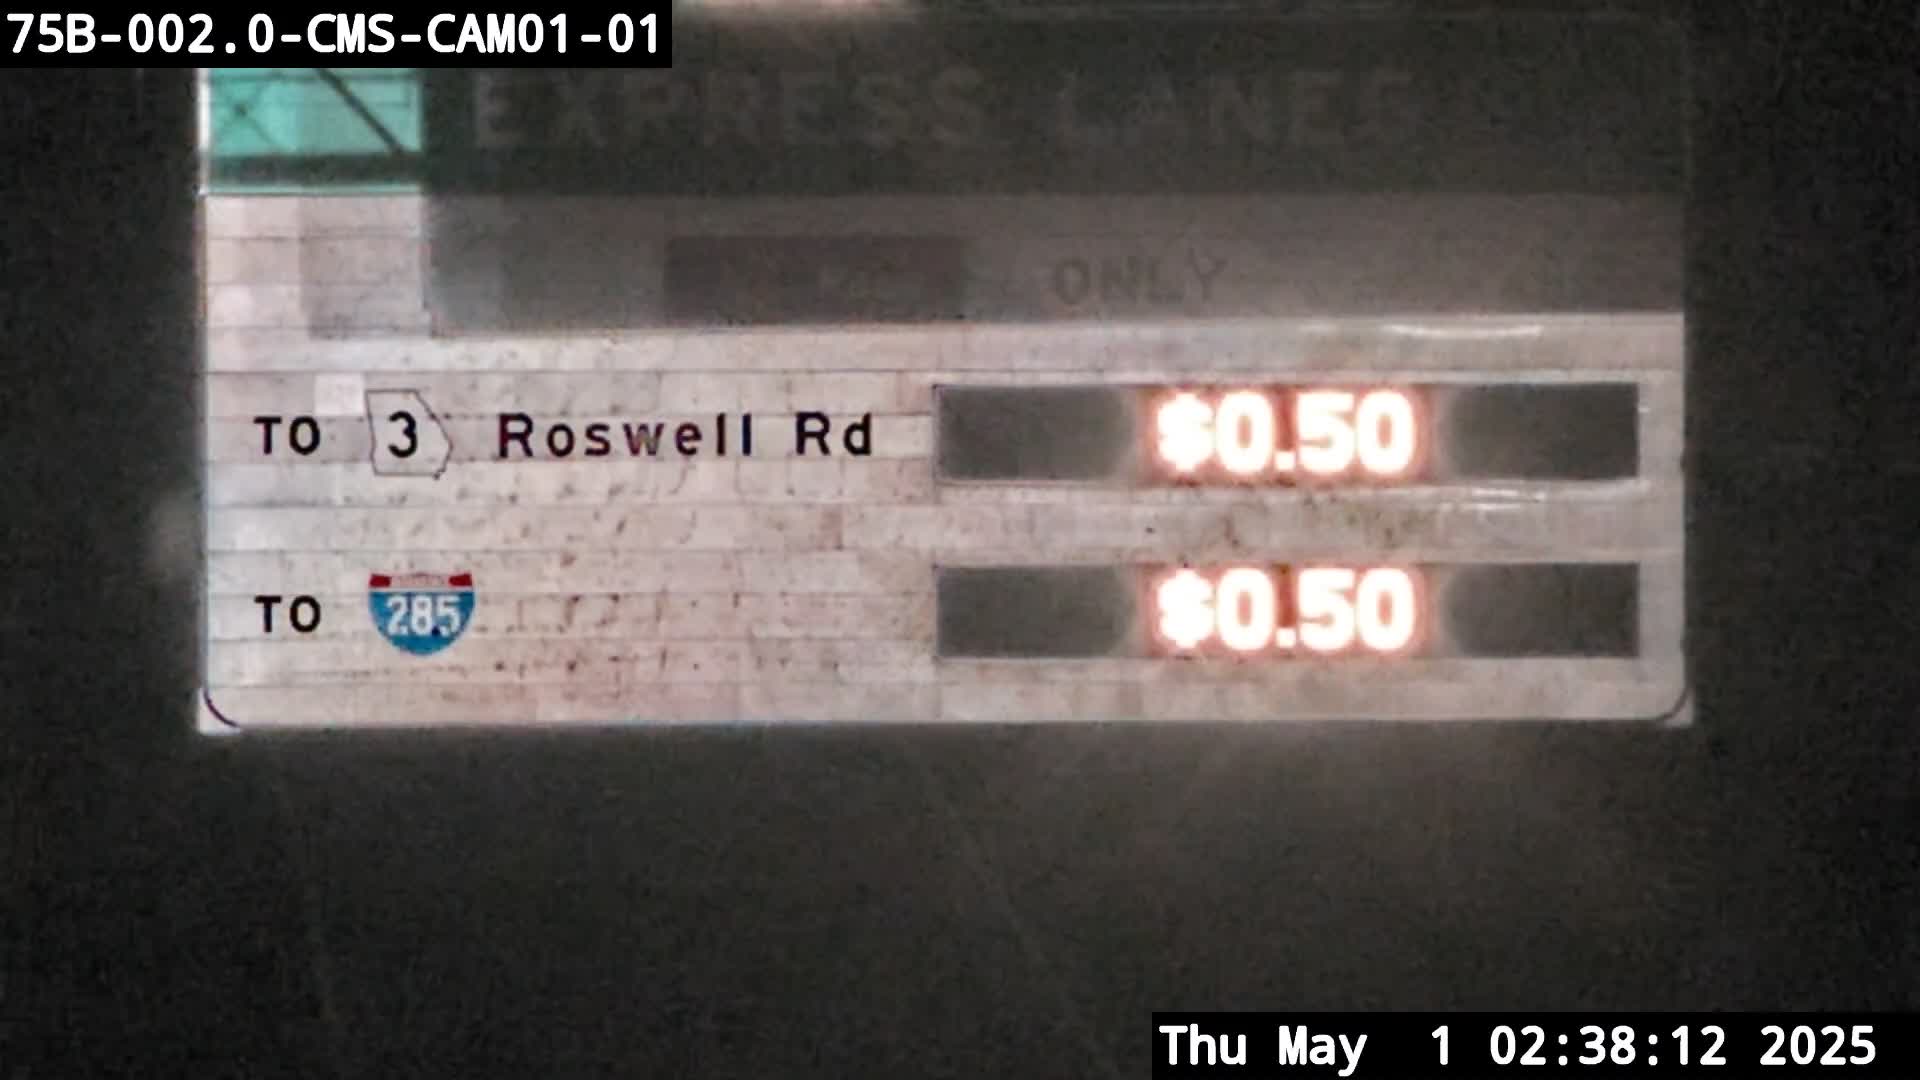 75B-002.0-CMS-CAM01-01
EXPRESS LANE
ONLY
TO 3 Roswell Rd $0.50
TO 285 $0.50
Thu May 1 02:38:12 2025